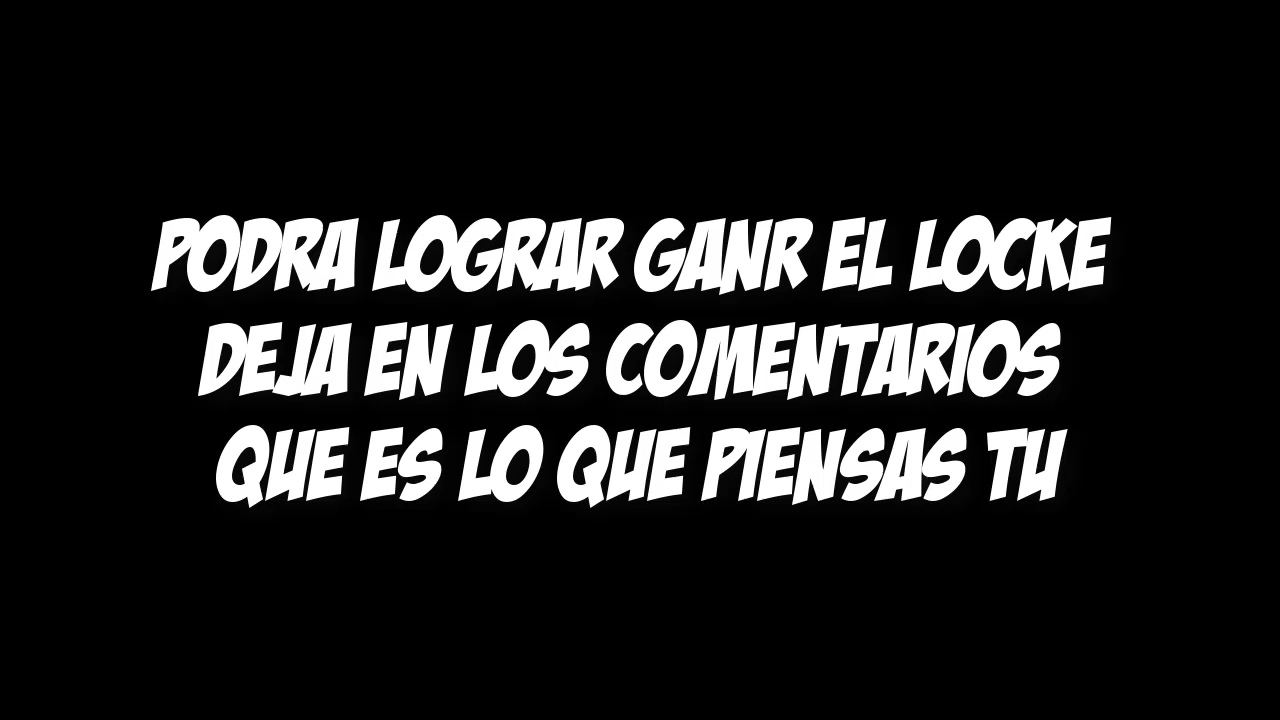 PODRA LOGRAR GANR EL LOCKE
DEJA EN LOS COMENTARIOS
QUE ES LO QUE PIENSAS TU